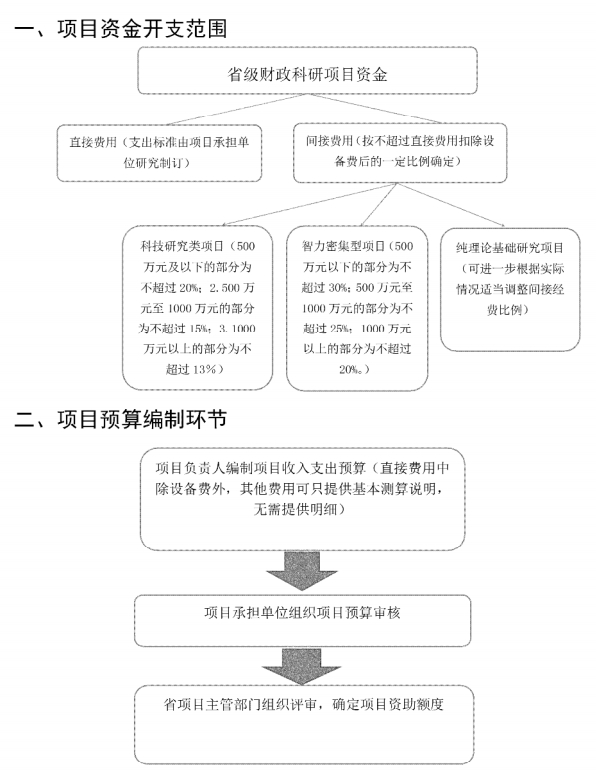 一、项目资金开支范围
省级财政科研项目资金
直接费用（支出标准由项目承担单
位研究制订）
间接费用（按不超过直接费用扣除设
备费后的一定比例确定）
科技研究类项目（500
万元及以下的部分为
不超过20%；2.500万
元至1000万元的部分
为不超过15%；3.1000
万元以上的部分为不
超过13%）
智力密集型项目（500
万元以下的部分为不
超过30%；500万元至
1000万元的部分为不
超过25%；1000万元
以上的部分为不超过
20%。）
纯理论基础研究项目
（可进一步根据实际
情况适当调整间接经
费比例）
二、项目预算编制环节
项目负责人编制项目收入支出预算（直接费用中
除设备费外，其他费用可只提供基本测算说明，
无需提供明细）
项目承担单位组织项目预算审核
省项目主管部门组织评审，确定项目资助额度